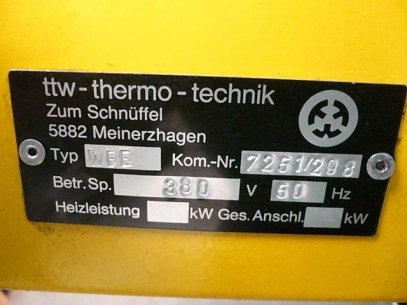 ttw-thermo-technik
Zum Schnüffel
5882 Meinerzhagen
Typ WBE Kom.-Nr. 7251/298
Betr.Sp. 380 V 50 Hz
Heizleistung kW Ges. Anschl. kW